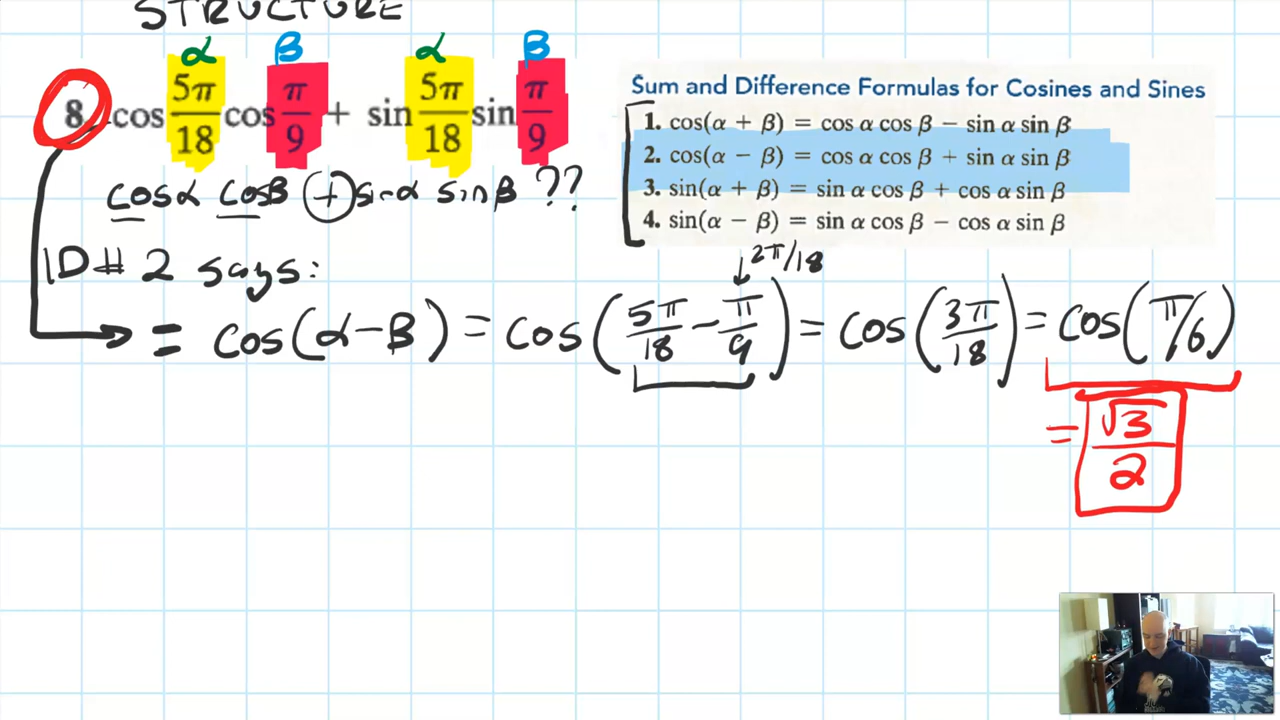 STRUCTURE
α β α β
8. cos 5π/18 cos π/9 + sin 5π/18 sin π/9
cosα cosβ + sinα sinβ ??
Sum and Difference Formulas for Cosines and Sines
1. cos(α + β) = cos α cos β − sin α sin β
2. cos(α − β) = cos α cos β + sin α sin β
3. sin(α + β) = sin α cos β + cos α sin β
4. sin(α − β) = sin α cos β − cos α sin β
ID# 2 says:
2π/18
= cos(α − β) = cos(5π/18 − π/9) = cos(3π/18) = cos(π/6)
= √3/2